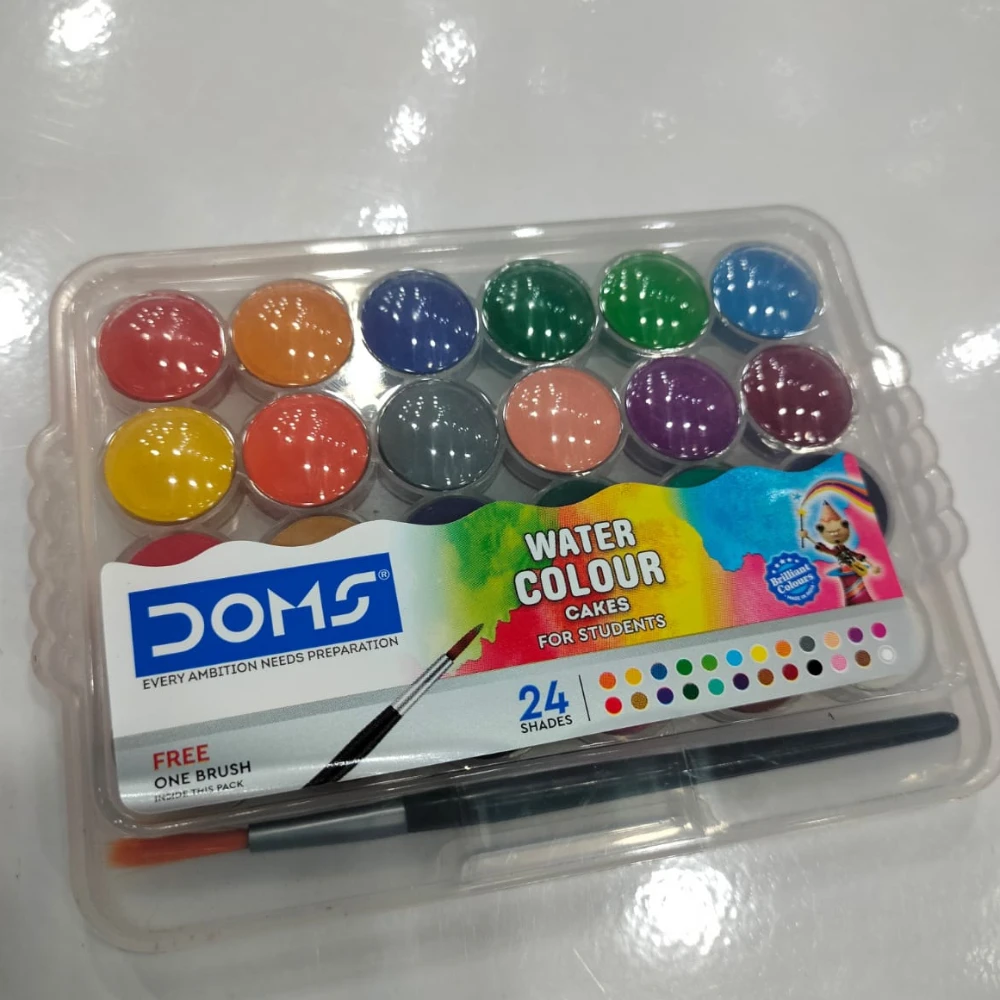 DOMS®
EVERY AMBITION NEEDS PREPARATION
WATER
COLOUR
CAKES
FOR STUDENTS
Brilliant
Colours
24
SHADES
FREE
ONE BRUSH
INSIDE THIS PACK